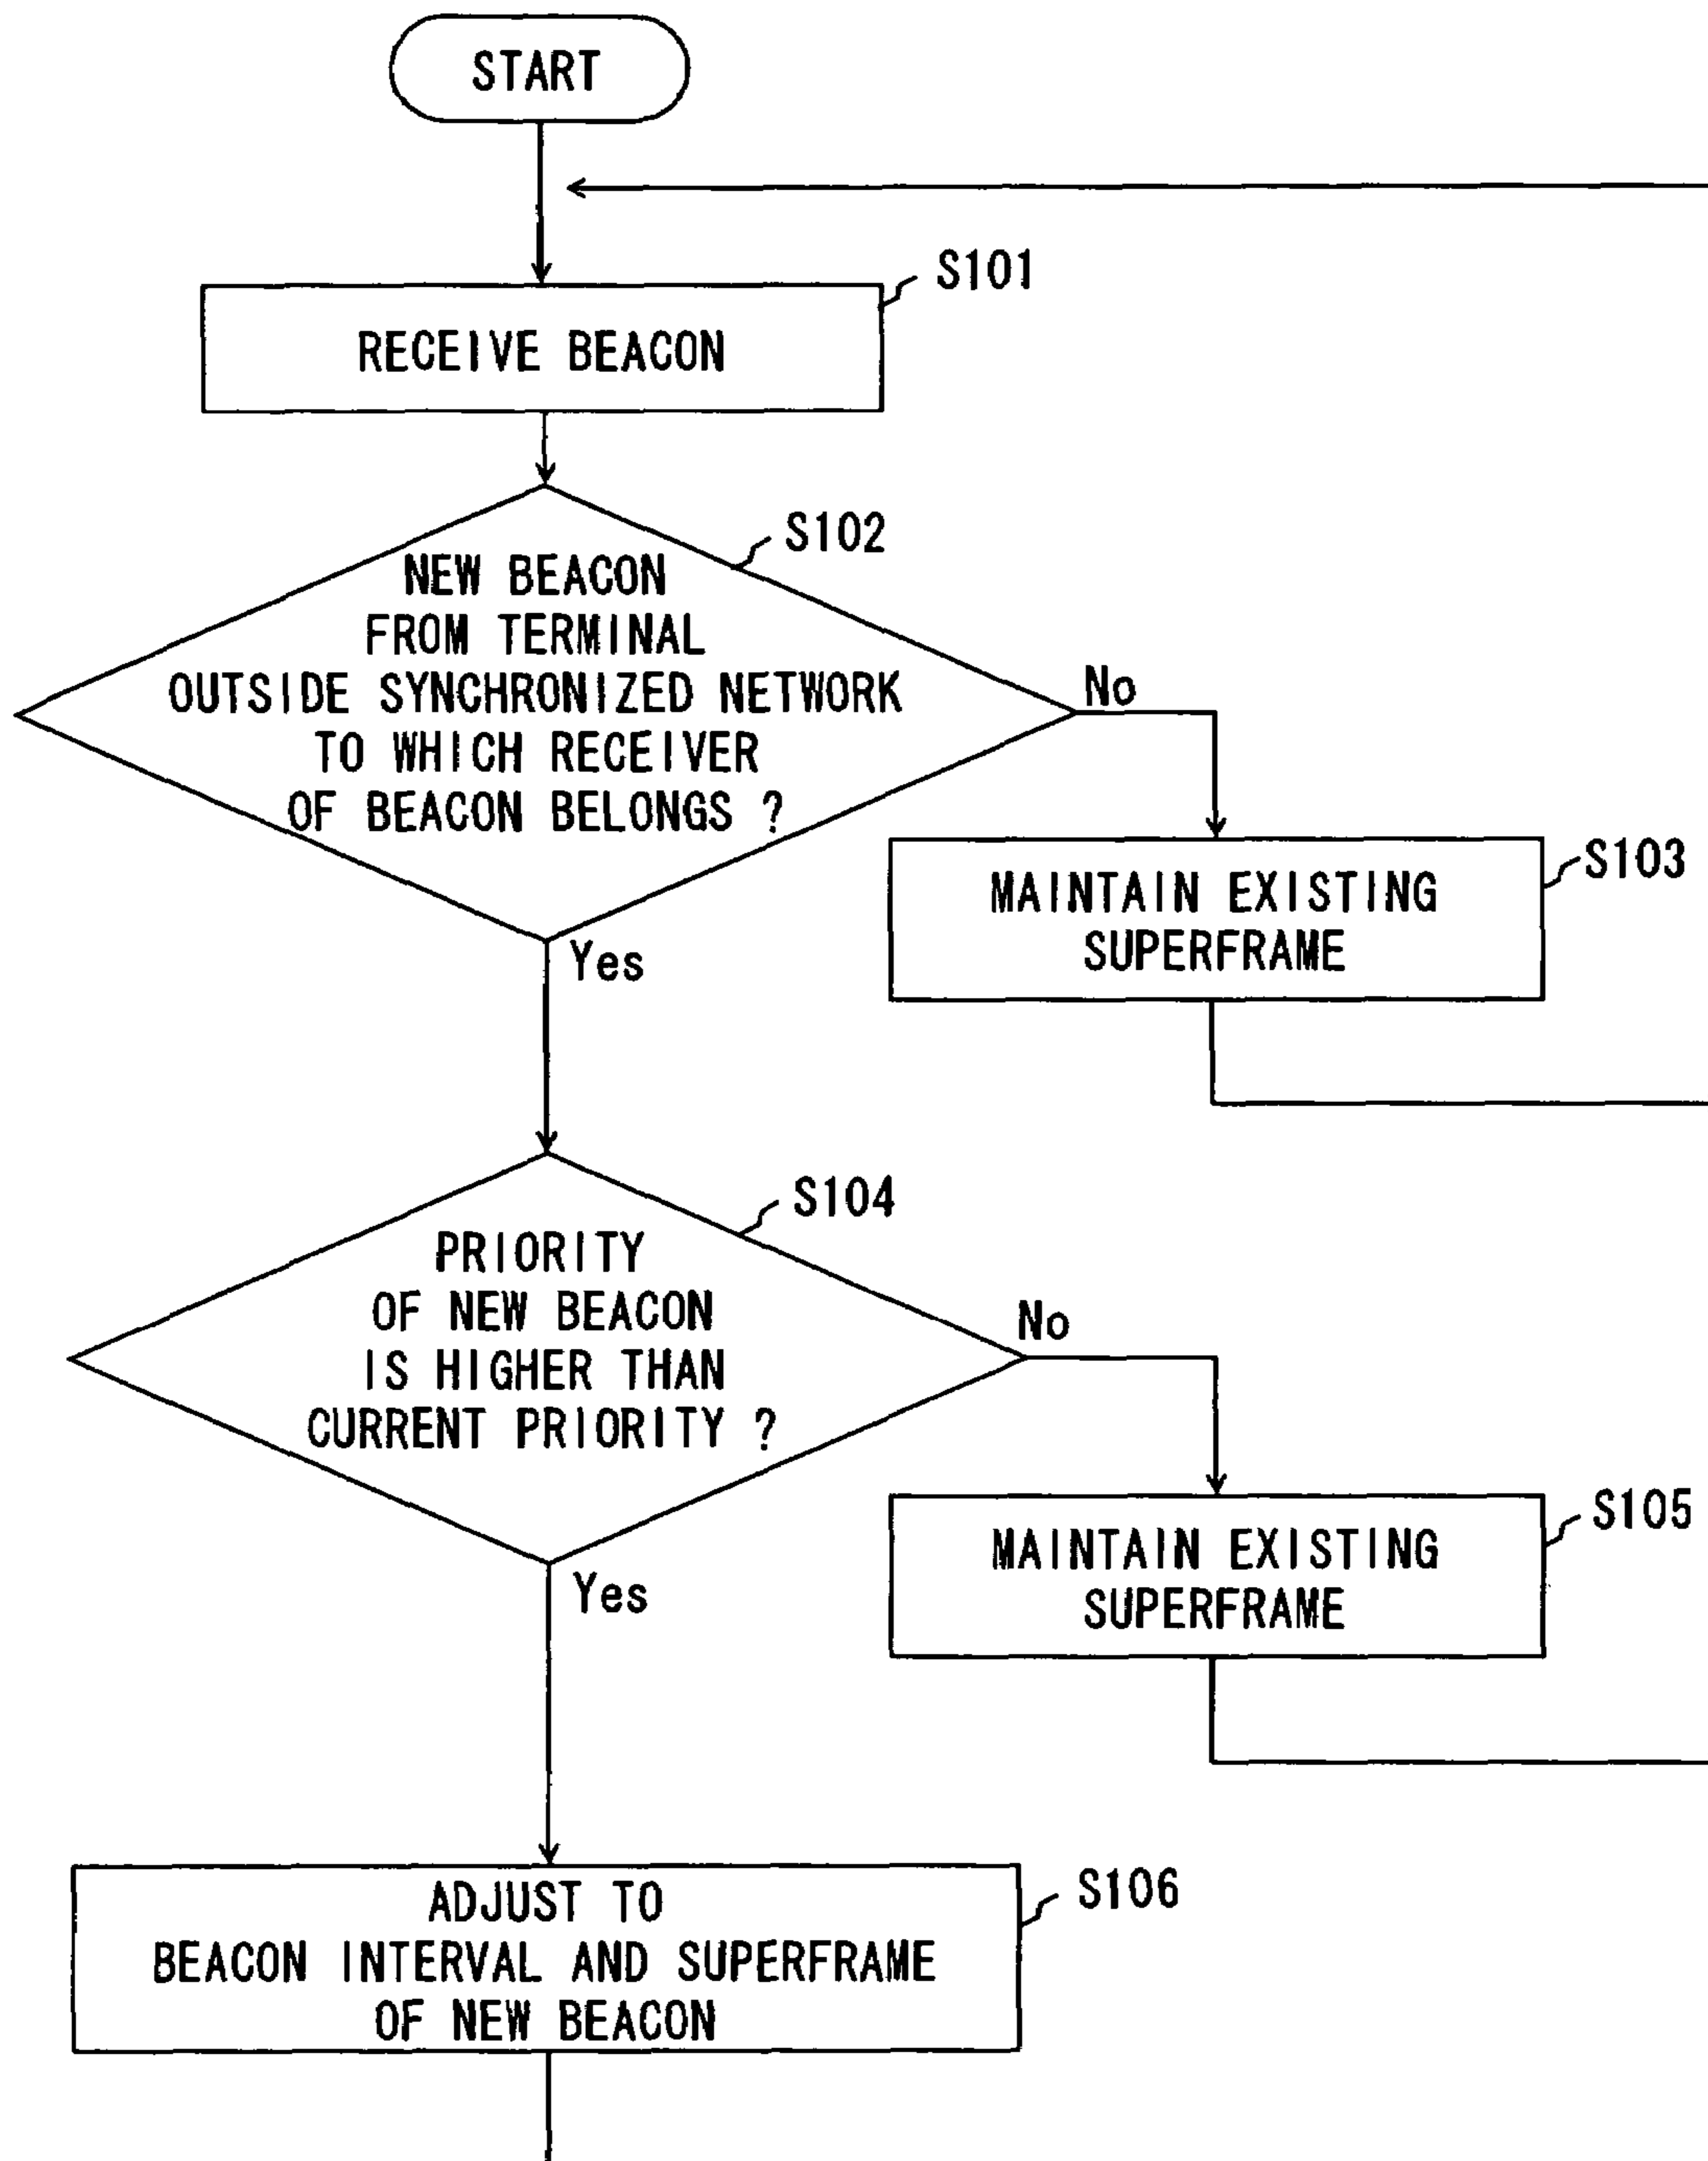 START
S101
RECEIVE BEACON
S102
NEW BEACON
FROM TERMINAL
OUTSIDE SYNCHRONIZED NETWORK
TO WHICH RECEIVER
OF BEACON BELONGS ?
No
Yes
S103
MAINTAIN EXISTING
SUPERFRAME
S104
PRIORITY
OF NEW BEACON
IS HIGHER THAN
CURRENT PRIORITY ?
No
Yes
S105
MAINTAIN EXISTING
SUPERFRAME
S106
ADJUST TO
BEACON INTERVAL AND SUPERFRAME
OF NEW BEACON